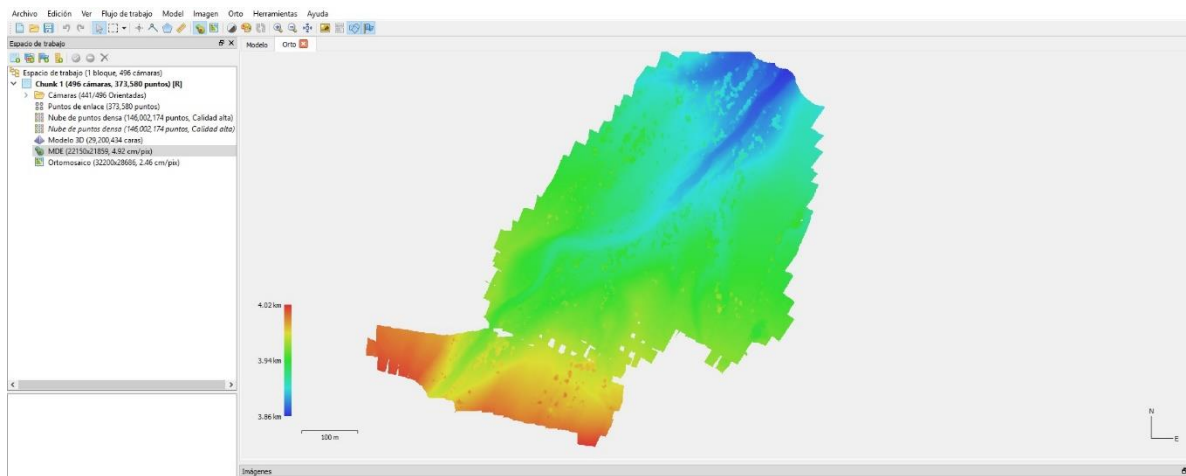 Archivo Edición Ver Flujo de trabajo Model Imagen Orto Herramientas Ayuda
Espacio de trabajo
Modelo Orto
Espacio de trabajo (1 bloque, 496 cámaras)
Chunk 1 (496 cámaras, 373,580 puntos) [R]
Cámaras (441/496 Orientadas)
Puntos de enlace (373,580 puntos)
Nube de puntos densa (146,002,174 puntos, Calidad alta)
Nube de puntos densa (146,002,174 puntos, Calidad alta)
Modelo 3D (29,200,434 caras)
MDE (22150x21859, 4.92 cm/pix)
Ortomosaico (32200x28686, 2.46 cm/pix)
4.02 km
3.94 km
3.86 km
100 m
N
E
Imágenes